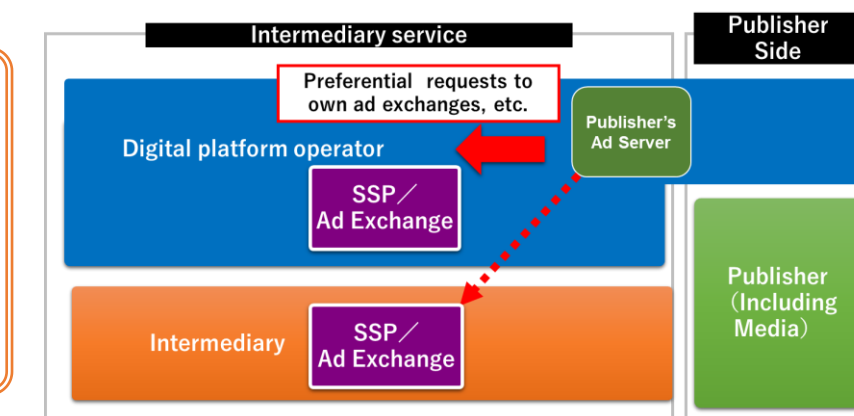 Intermediary service
Publisher
Side
Preferential requests to
own ad exchanges, etc.
Publisher's
Ad Server
Digital platform operator
SSP／
Ad Exchange
Publisher
（Including
Media）
Intermediary
SSP／
Ad Exchange